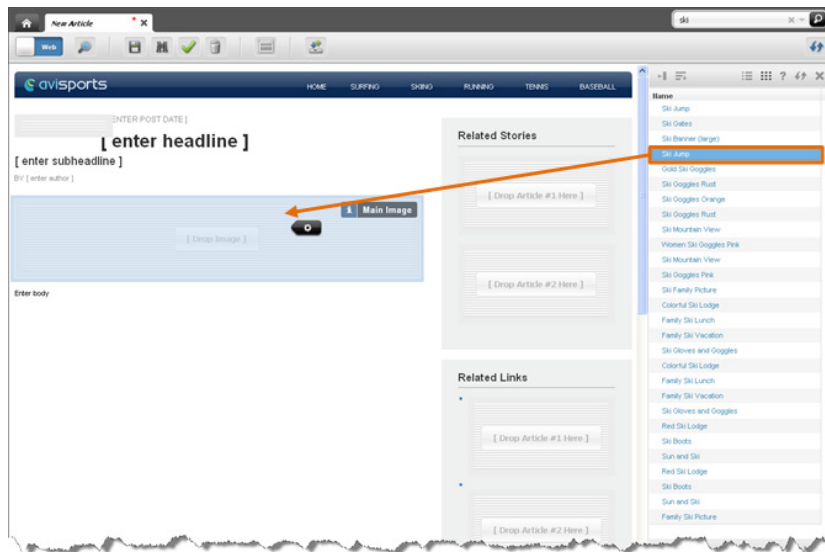 New Article * x
ski
Web
avisports
HOME SURFING SKIING RUNNING TENNIS BASEBALL
[ENTER POST DATE ]
[ enter headline ]
[ enter subheadline ]
BY [ enter author ]
i Main Image
[ Drop Image ]
Enter body
Related Stories
[ Drop Article #1 Here ]
[ Drop Article #2 Here ]
Related Links
[ Drop Article #1 Here ]
[ Drop Article #2 Here ]
Name
Ski Jump
Ski Gates
Ski Banner (large)
Ski Jump
Gold Ski Goggles
Ski Goggles Rust
Ski Goggles Orange
Ski Goggles Rust
Ski Mountain View
Women Ski Goggles Pink
Ski Mountain View
Ski Goggles Pink
Ski Family Picture
Colorful Ski Lodge
Family Ski Lunch
Family Ski Vacation
Ski Gloves and Goggles
Colorful Ski Lodge
Family Ski Lunch
Family Ski Vacation
Ski Gloves and Goggles
Red Ski Lodge
Ski Boots
Sun and Ski
Red Ski Lodge
Ski Boots
Sun and Ski
Family Ski Picture